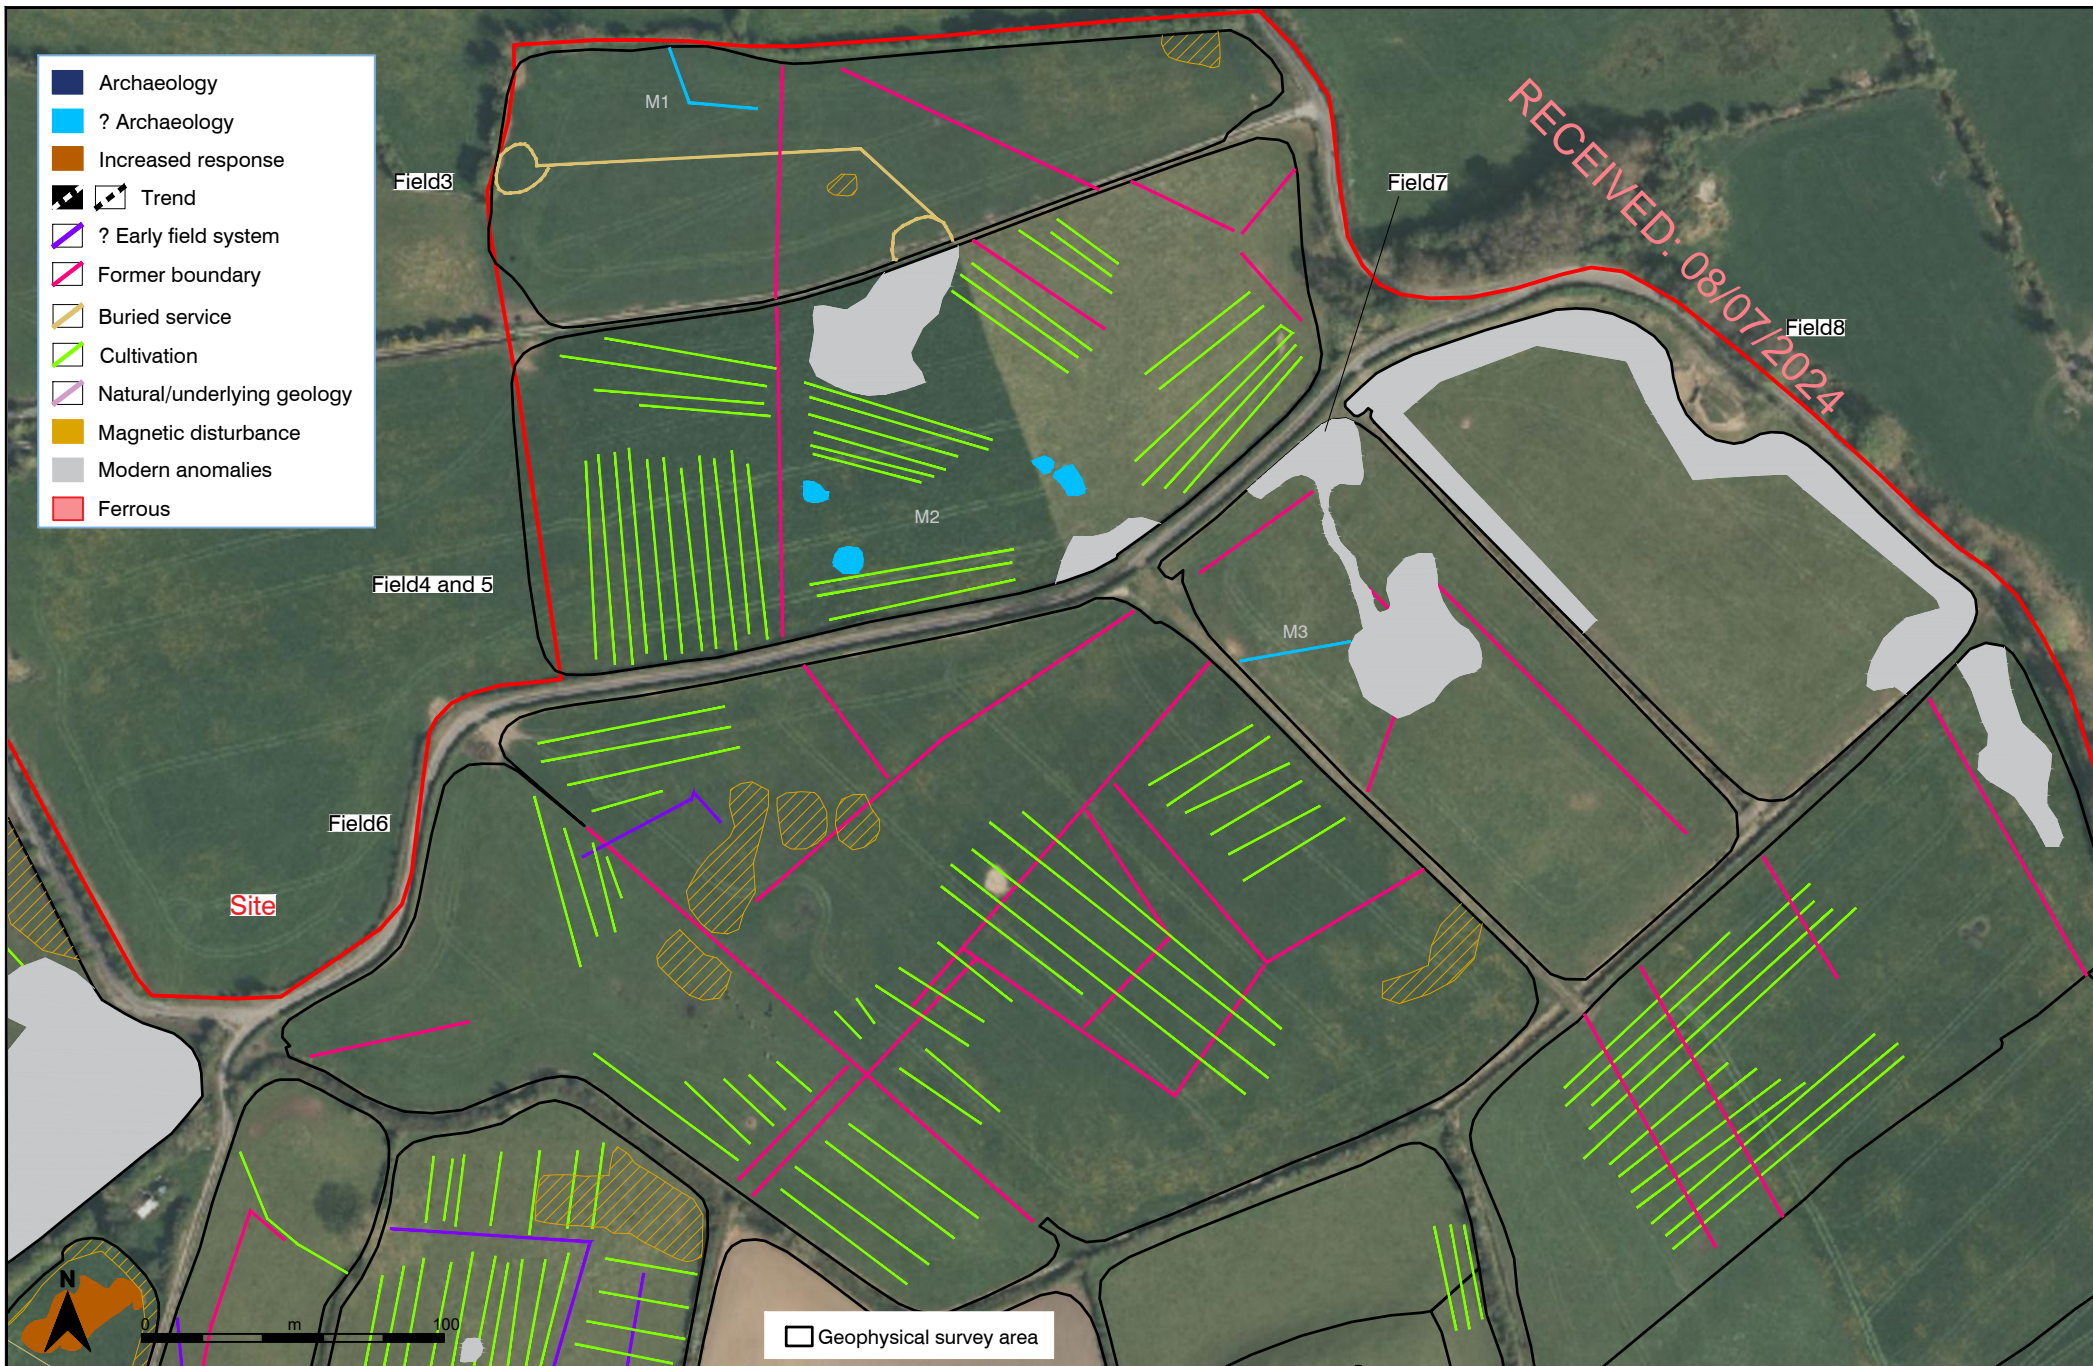 Archaeology
? Archaeology
Increased response
Trend
? Early field system
Former boundary
Buried service
Cultivation
Natural/underlying geology
Magnetic disturbance
Modern anomalies
Ferrous
M1
Field3
Field7
RECEIVED: 08/07/2024
Field8
M2
Field4 and 5
M3
Field6
Site
N
0 m 100
Geophysical survey area